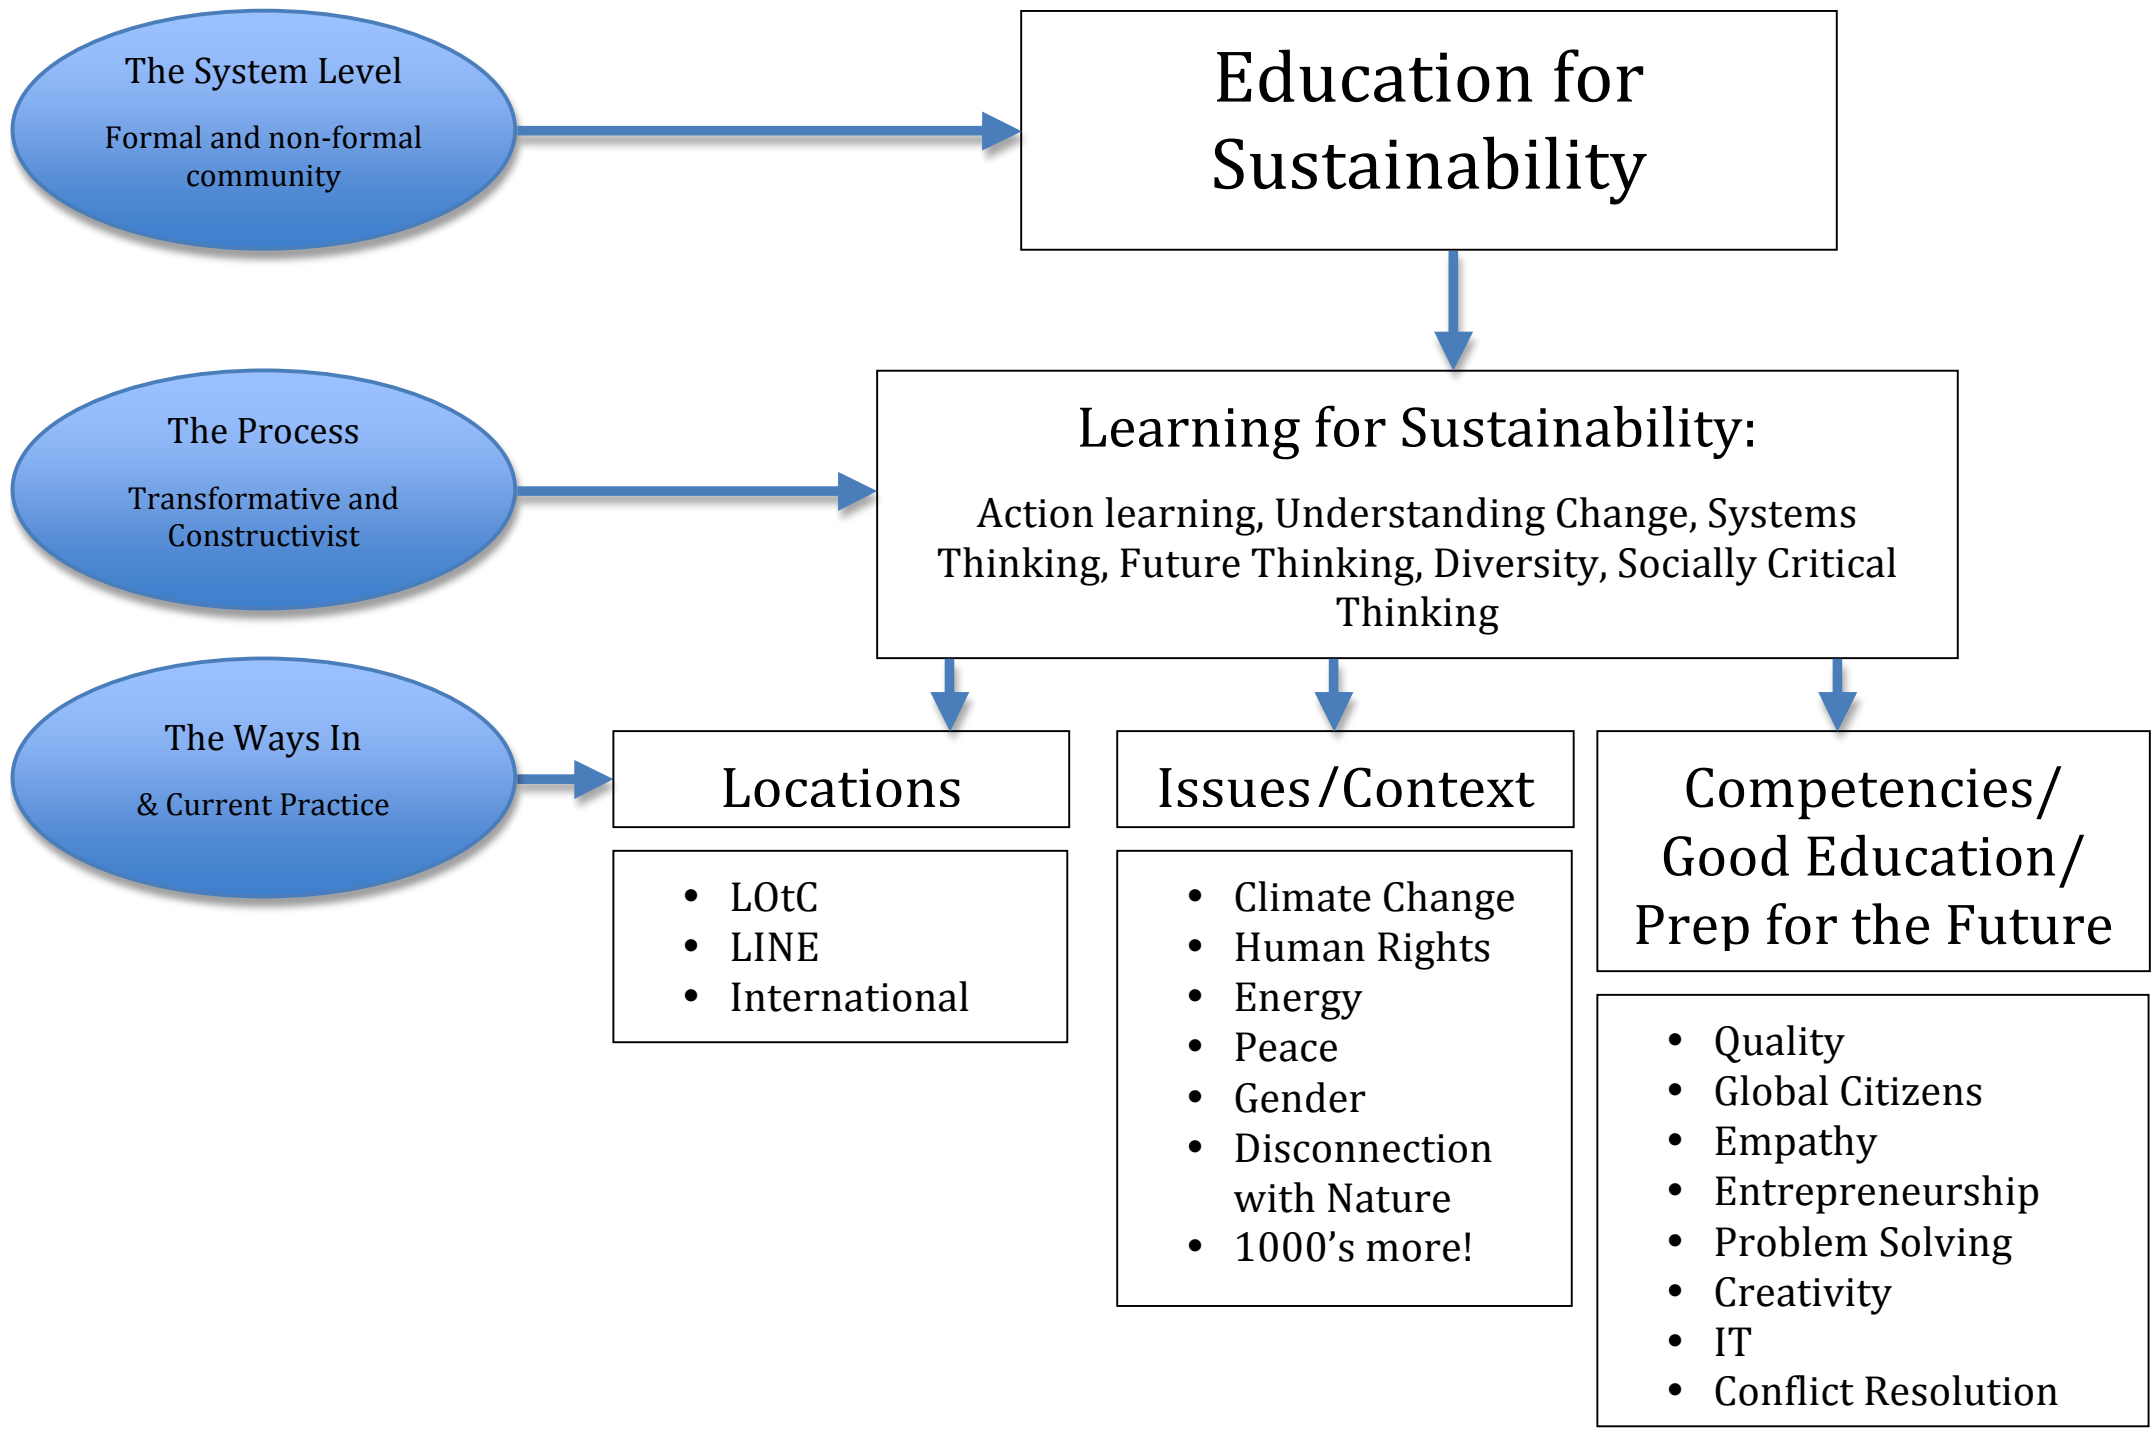 The System Level
Formal and non-formal
community
Education for
Sustainability
The Process
Transformative and
Constructivist
Learning for Sustainability:
Action learning, Understanding Change, Systems
Thinking, Future Thinking, Diversity, Socially Critical
Thinking
The Ways In
& Current Practice
Locations
• LOtC
• LINE
• International
Issues/Context
• Climate Change
• Human Rights
• Energy
• Peace
• Gender
• Disconnection
with Nature
• 1000’s more!
Competencies/
Good Education/
Prep for the Future
• Quality
• Global Citizens
• Empathy
• Entrepreneurship
• Problem Solving
• Creativity
• IT
• Conflict Resolution